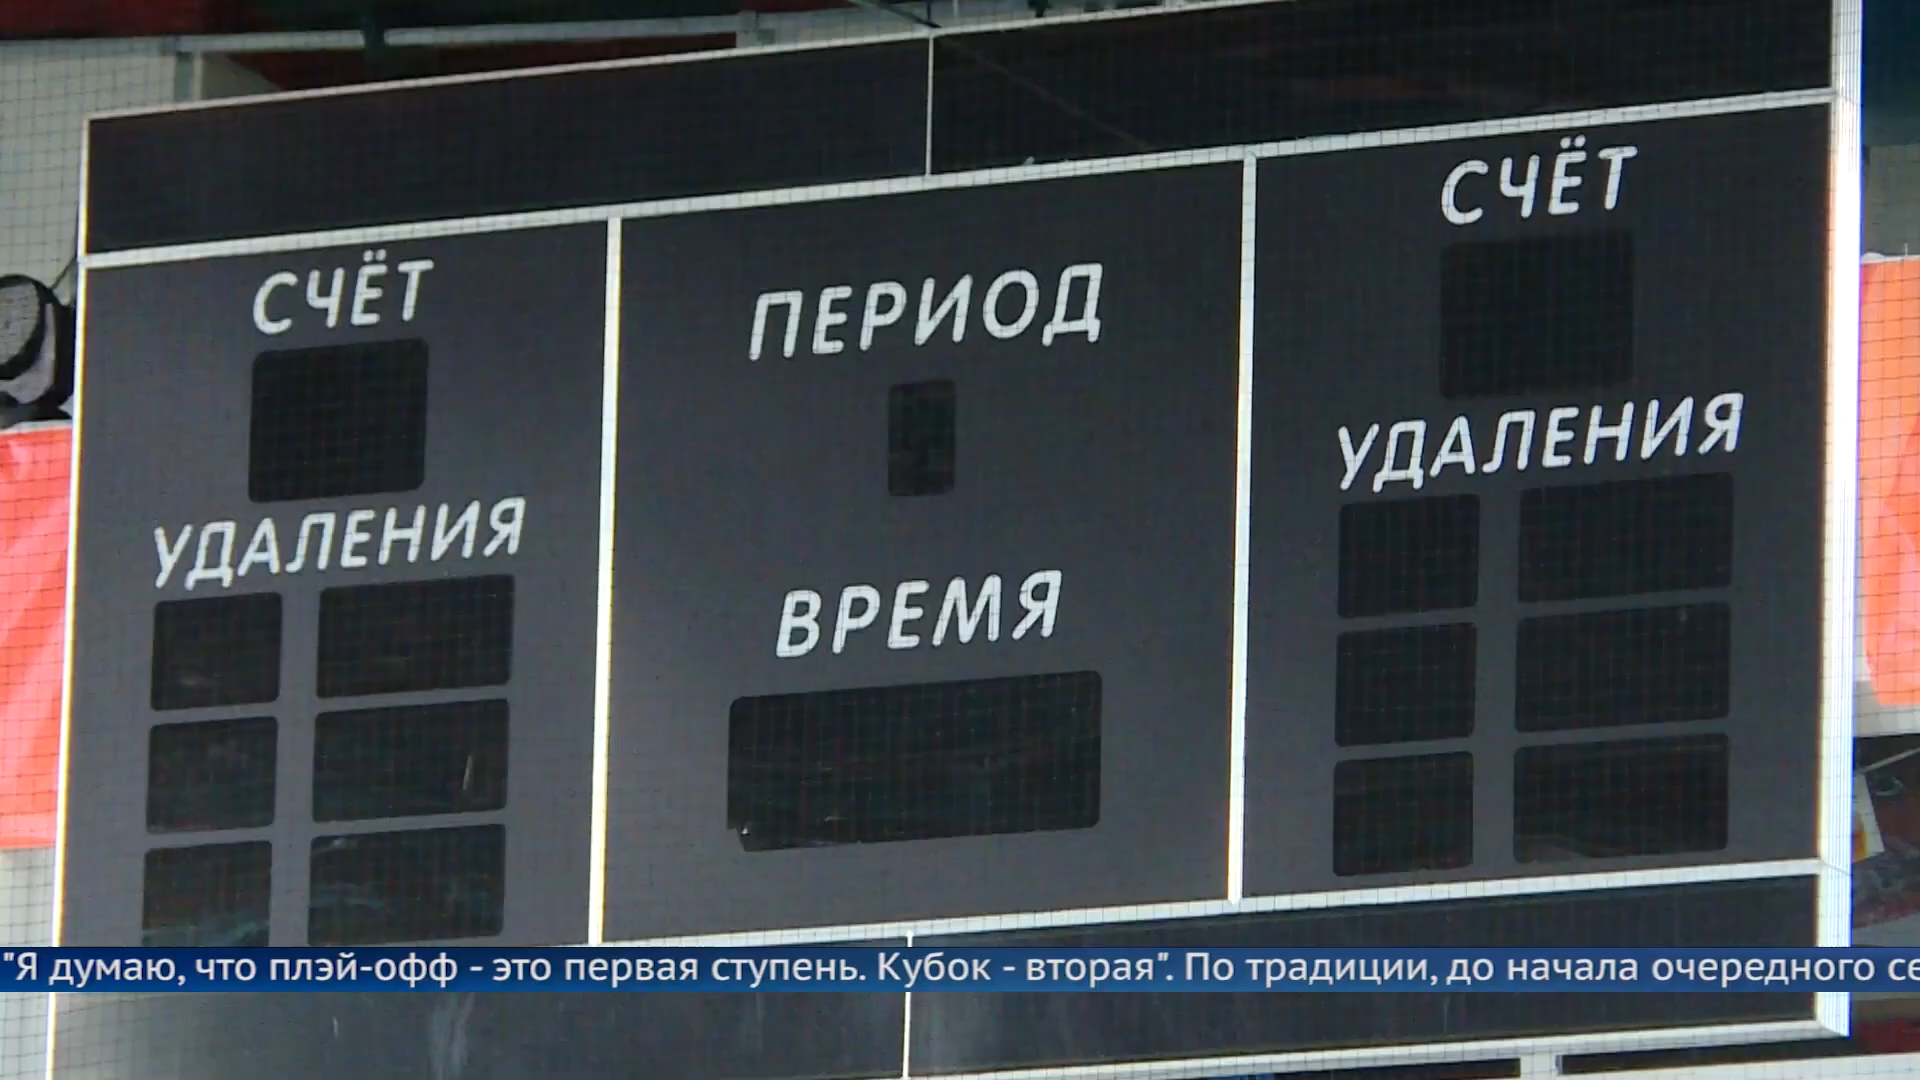 СЧЁТ
ПЕРИОД
СЧЁТ
УДАЛЕНИЯ
ВРЕМЯ
УДАЛЕНИЯ
"Я думаю, что плэй-офф - это первая ступень. Кубок - вторая". По традиции, до начала очередного се